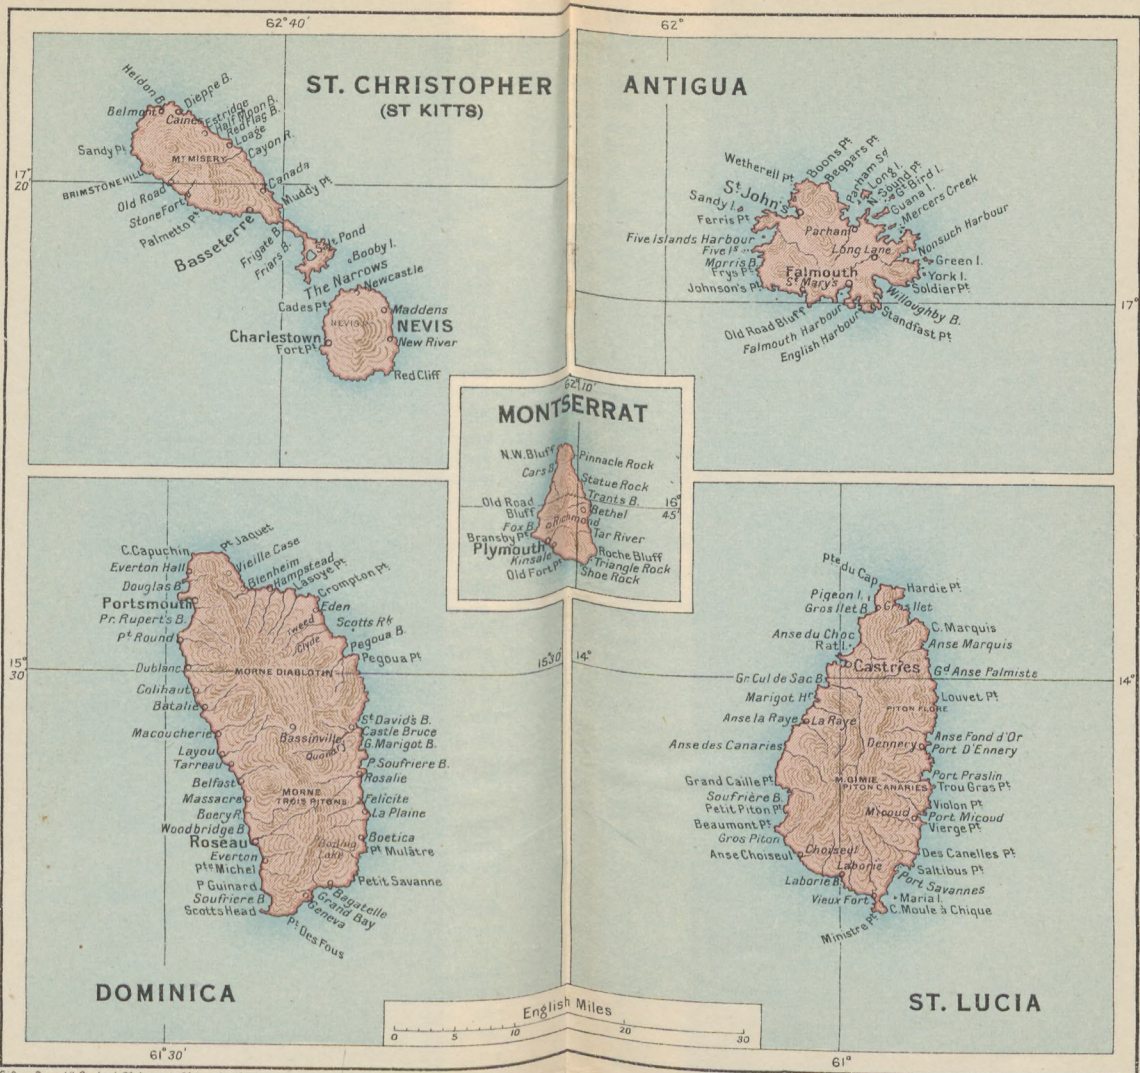 62°40'
62°
ST. CHRISTOPHER
(ST KITTS)
Heldon B.
Dieppe B.
Belmont
Caines
Estridge
Half Moon B.
Red Flag B.
Loage
Cayon R.
Sandy Pt
MT MISERY
17°
20'
BRIMSTONE HILL
Canada
Muddy Pt
Old Road
Stone Fort
Palmetto Pt
Basseterre
Frigate B.
Friars B.
Salt Pond
Booby I.
The Narrows
Newcastle
Cades Pt
Maddens
NEVIS P.
NEVIS
Charlestown
New River
Fort Pt
Red Cliff
ANTIGUA
Boons Pt
Beggars Pt
Wetherell Pt
Parham Sd
Long I.
N. Sound Pt
Gt Bird I.
Guana I.
Mercers Creek
St John's
Sandy I.
Ferris Pt
Parham
Nonsuch Harbour
Five Islands Harbour
Long Lane
Five Is
Green I.
Morris B.
Falmouth
York I.
Frys Pt
St Mary's
Soldier Pt
Johnson's Pt
Willoughby B.
17°
Old Road Bluff
Falmouth Harbour
English Harbour
Standfast Pt
62°10'
MONTSERRAT
N.W. Bluff
Pinnacle Rock
Cars B.
Statue Rock
Trants B.
16°
45'
Old Road
Bluff
Bethel
Richmond
Fox B.
Bransby Pt
Tar River
Plymouth
Roche Bluff
Kinsale
Triangle Rock
Old Fort Pt
Shoe Rock
C. Capuchin
Pt Jaquet
Vieille Case
Everton Hall
Blenheim
Hampstead
Lasoye Pt
Crompton Pt
Douglas B.
Portsmouth
Eden
Pr. Rupert's B.
Tweed
Scotts Rk
Pt Round
Clyde
Pegoua B.
Pegoua Pt
15°
30'
Dublanc
MORNE DIABLOTIN
15°30'
Colihaut
Batalie
St David's B.
Castle Bruce
Macoucherie
Bassinville
G. Marigot B.
Quanary
Layou
Tarreau
P. Soufriere B.
Rosalie
Belfast
MORNE
TROIS PITONS
Massacre
Felicite
Boery R.
La Plaine
Woodbridge B.
Roseau
Boetica
Boiling
Lake
Pt Mulâtre
Everton
Pte Michel
P. Guinard
Petit Savanne
Soufriere B.
Bagatelle
Scotts Head
Grand Bay
Geneva
Pt Des Fous
DOMINICA
61°30'
14°
Pte du Cap
Hardie Pt
Pigeon I.
Gros Ilet B.
Gros Ilet
C. Marquis
Anse du Choc
Anse Marquis
Rat I.
Castries
Gd Anse Palmiste
Gr. Cul de Sac B.
14°
Marigot Hr
Louvet Pt
PITON FLORE
Anse la Raye
La Raye
Anse Fond d'Or
Anse des Canaries
Dennery
Port D'Ennery
Grand Caille Pt
M. GIMIE
PITON CANARIES
Port Praslin
Trou Gras Pt
Soufrière B.
Petit Piton Pt
Micoud
Violon Pt
Port Micoud
Beaumont Pt
Vierge Pt
Gros Piton
Anse Choiseul
Choiseul
Des Canelles Pt
Laborie
Saltibus Pt
Laborie B.
Port Savannes
Vieux Fort
Maria I.
C. Moule à Chique
Ministre Pt
ST. LUCIA
61°
English Miles
0 5 10 20 30